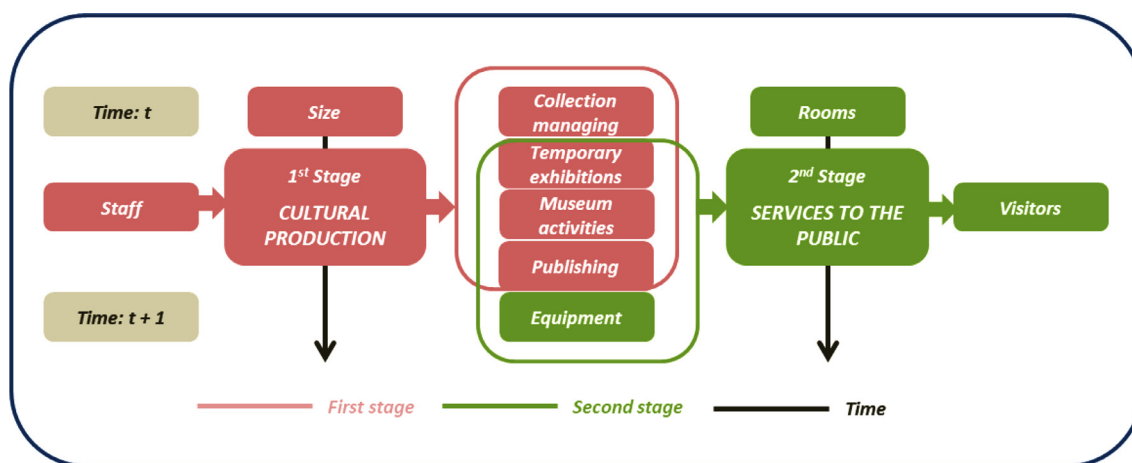 Time: t
Size
Collection
managing
Rooms
Staff
1st Stage
CULTURAL
PRODUCTION
Temporary
exhibitions
Museum
activities
Publishing
2nd Stage
SERVICES TO THE
PUBLIC
Visitors
Time: t + 1
Equipment
First stage
Second stage
Time